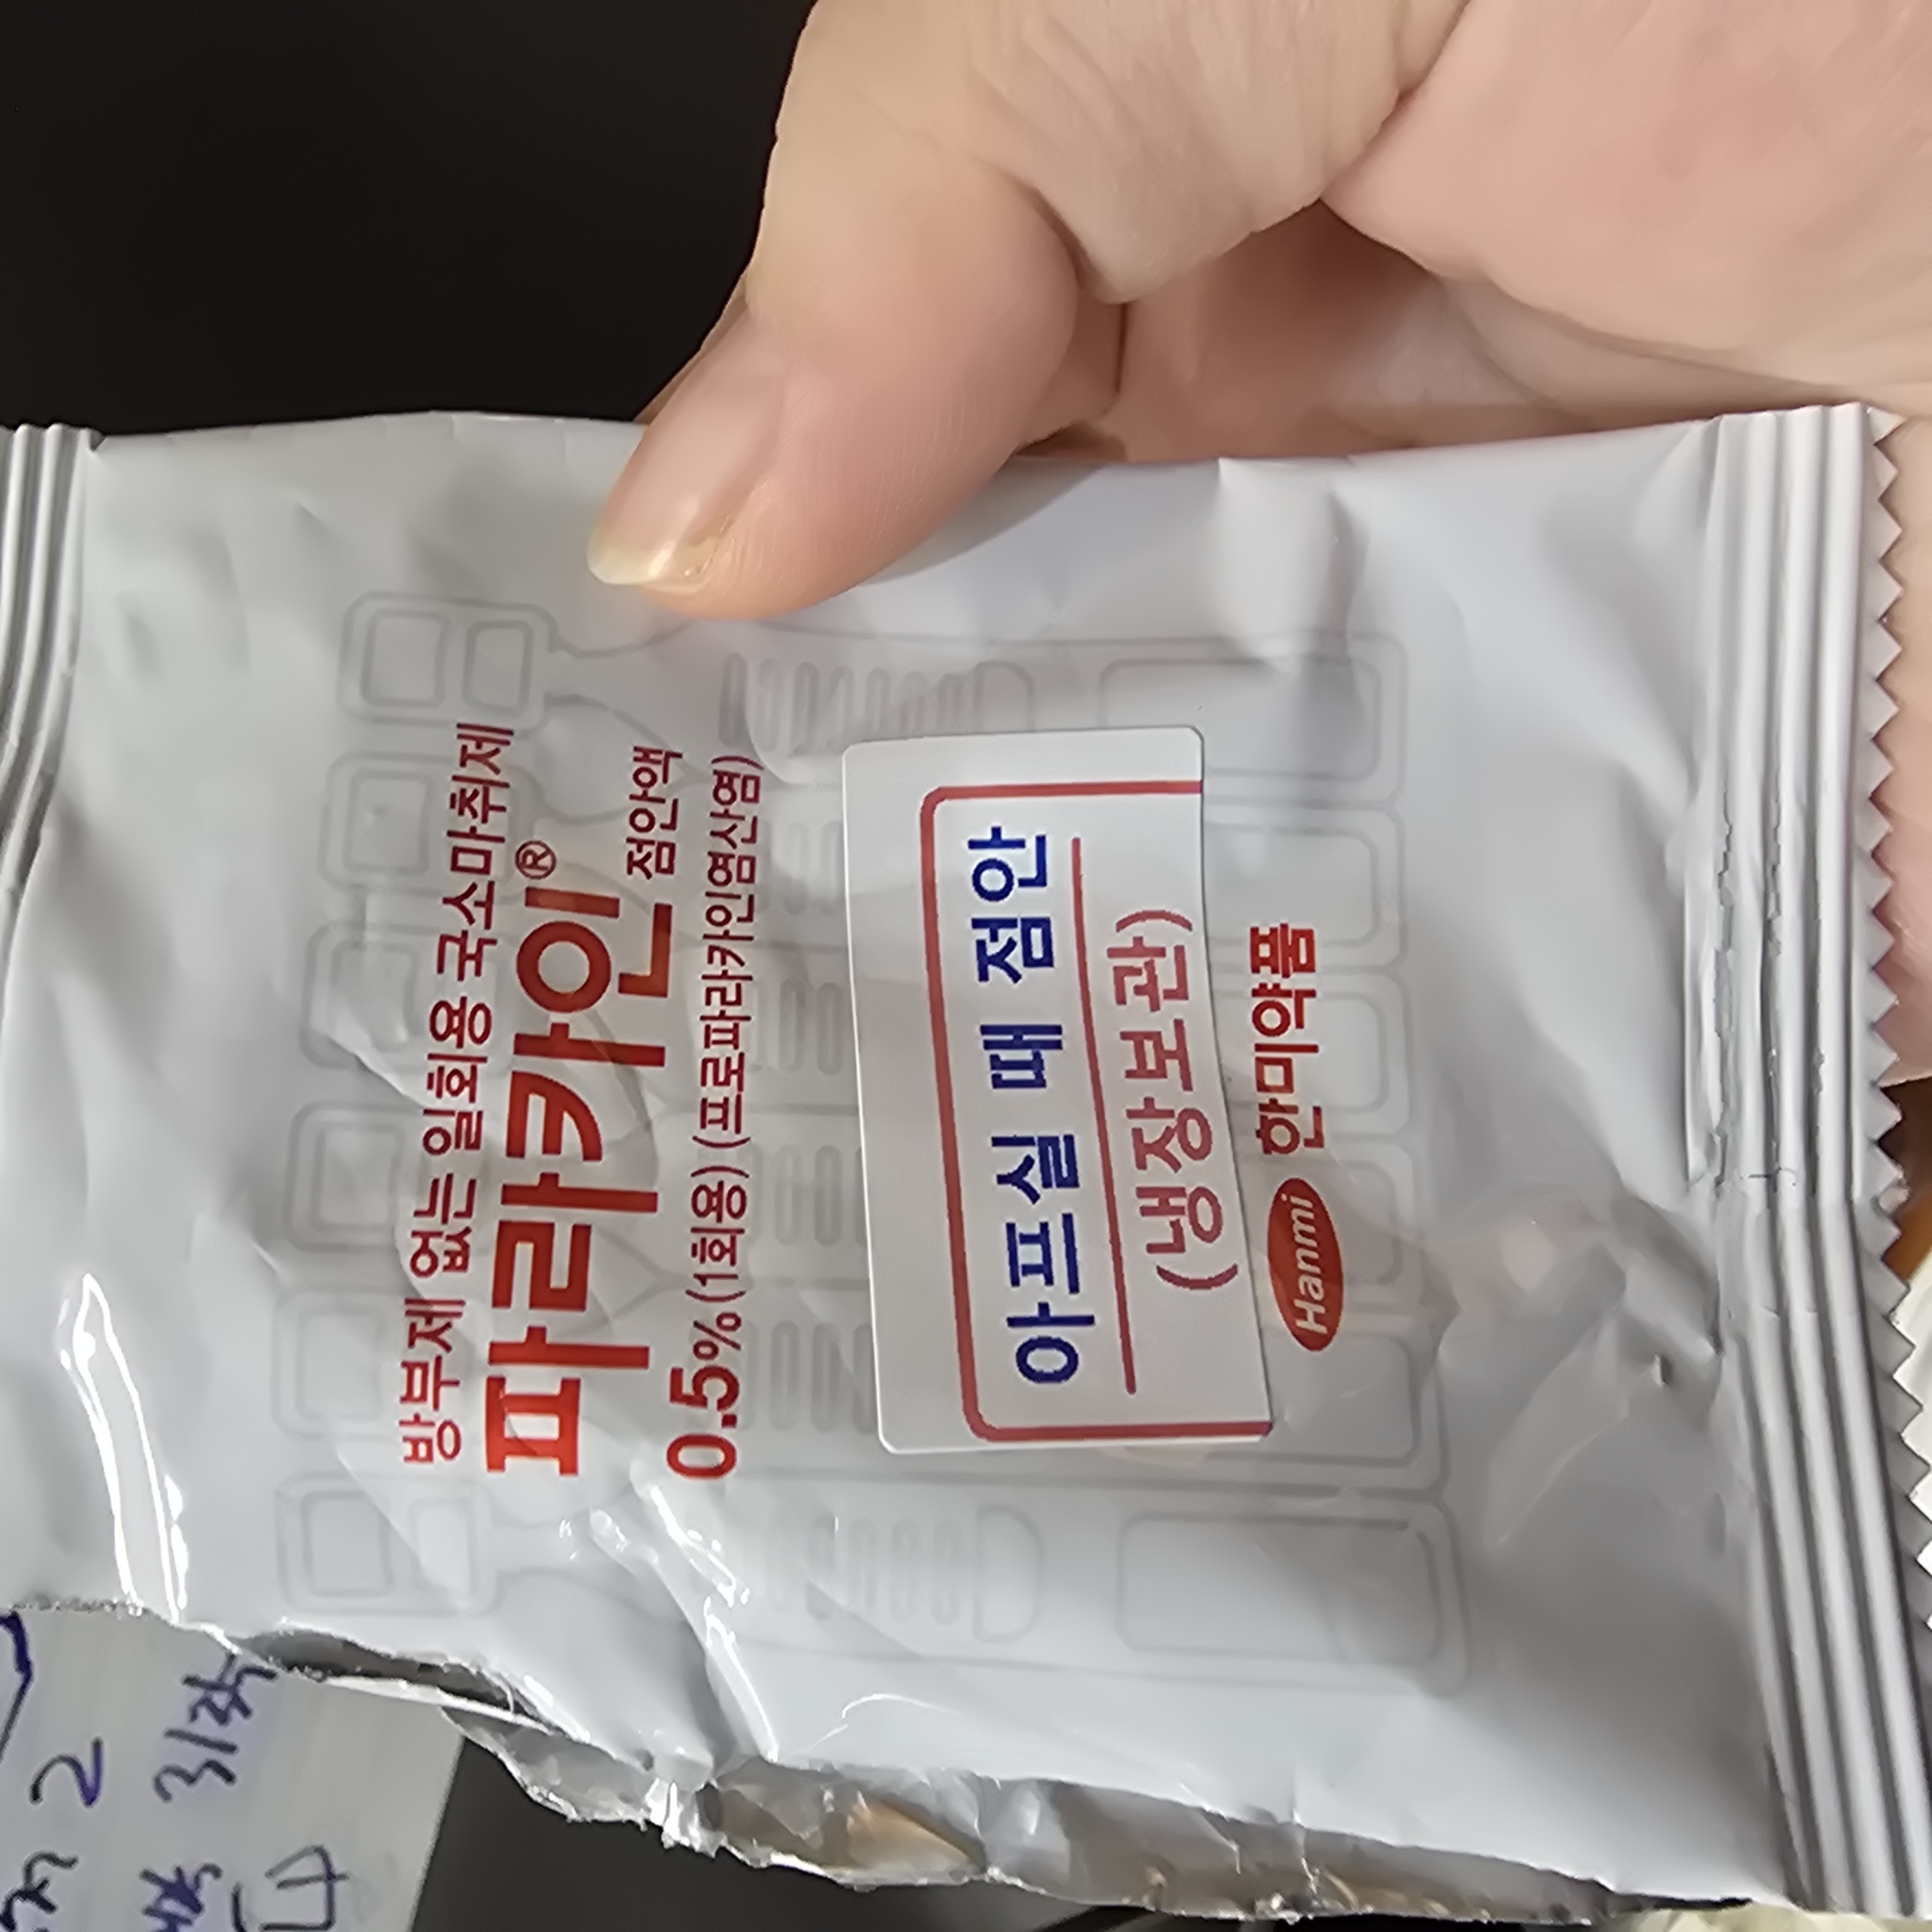 방부제 없는 일회용 국소마취제
파라카인®
점안액
0.5% (1회용) (프로파라카인염산염)
아프실 때 점안
(냉장보관)
Hanmi 한미약품
2